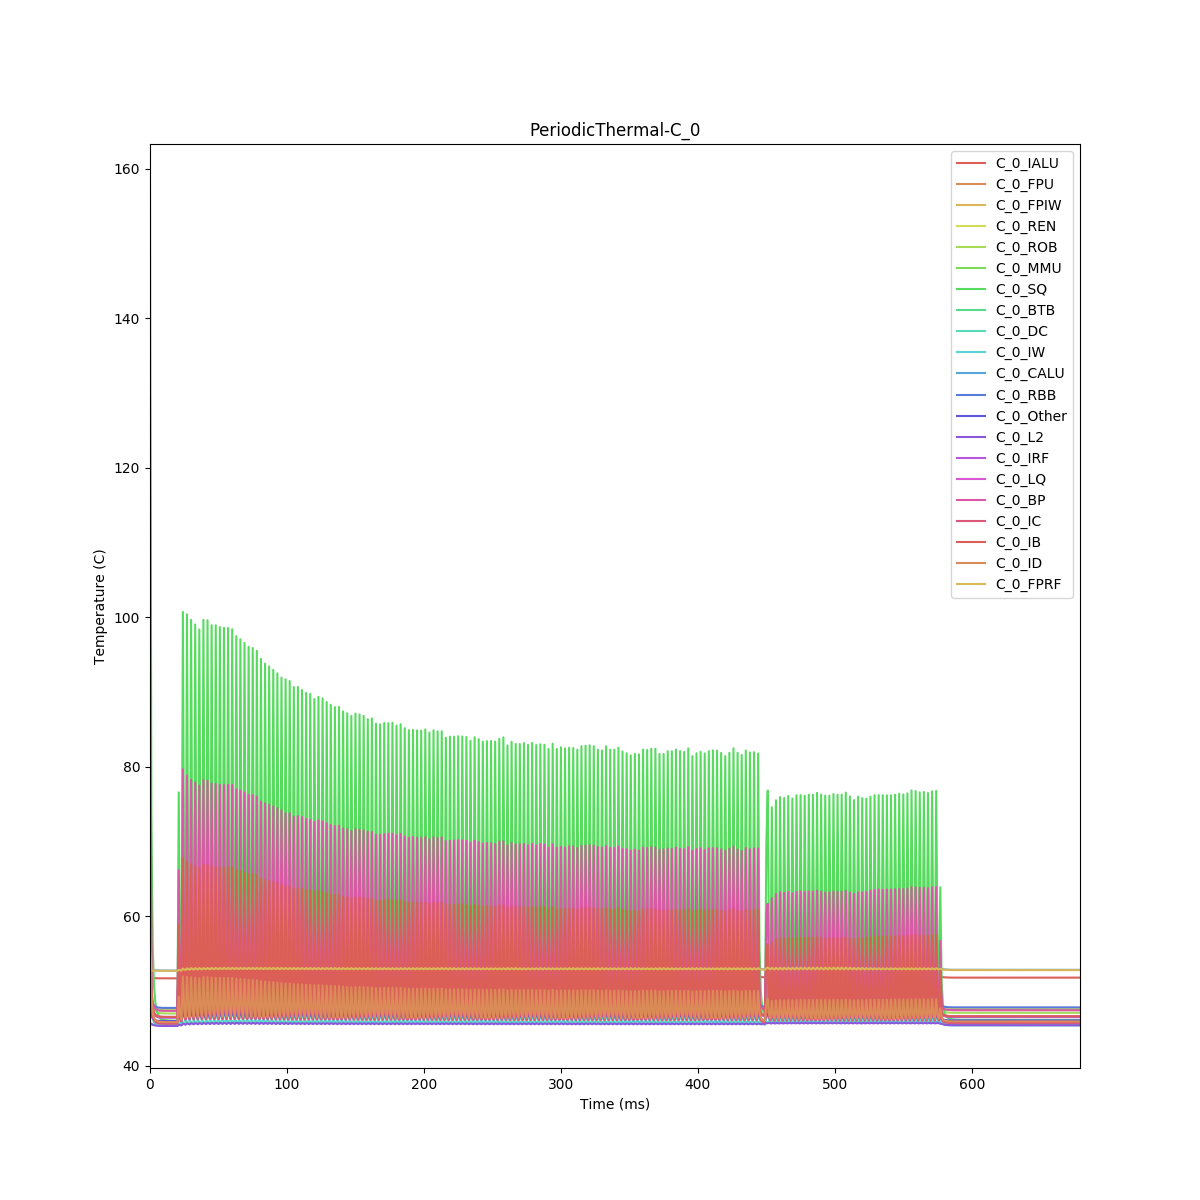 PeriodicThermal-C_0
160
140
120
100
80
60
40
Temperature (C)
0 100 200 300 400 500 600
Time (ms)
C_0_IALU
C_0_FPU
C_0_FPIW
C_0_REN
C_0_ROB
C_0_MMU
C_0_SQ
C_0_BTB
C_0_DC
C_0_IW
C_0_CALU
C_0_RBB
C_0_Other
C_0_L2
C_0_IRF
C_0_LQ
C_0_BP
C_0_IC
C_0_IB
C_0_ID
C_0_FPRF